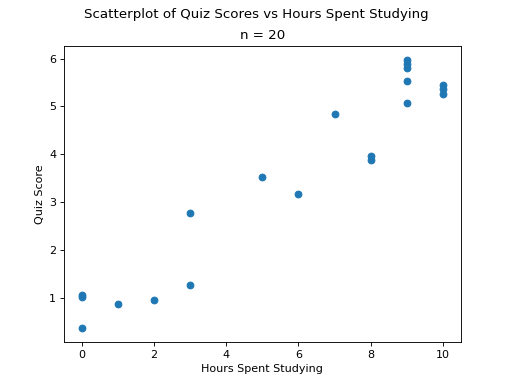 Scatterplot of Quiz Scores vs Hours Spent Studying
n = 20
6
5
4
3
2
1
Quiz Score
0 2 4 6 8 10
Hours Spent Studying